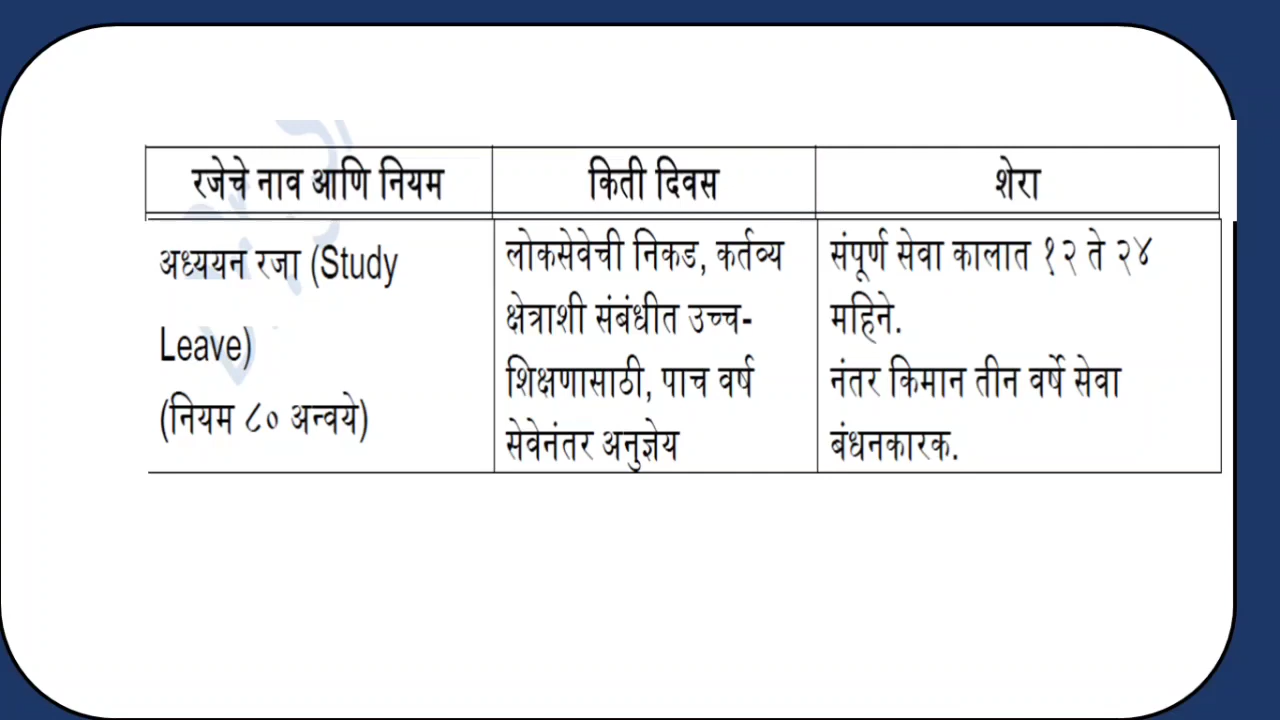 रजेचे नाव आणि नियम
किती दिवस
शेरा
अध्ययन रजा (Study
Leave)
(नियम ८० अन्वये)
लोकसेवेची निकड, कर्तव्य
क्षेत्राशी संबंधीत उच्च-
शिक्षणासाठी, पाच वर्ष
सेवेनंतर अनुज्ञेय
संपूर्ण सेवा कालात १२ ते २४
महिने.
नंतर किमान तीन वर्षे सेवा
बंधनकारक.